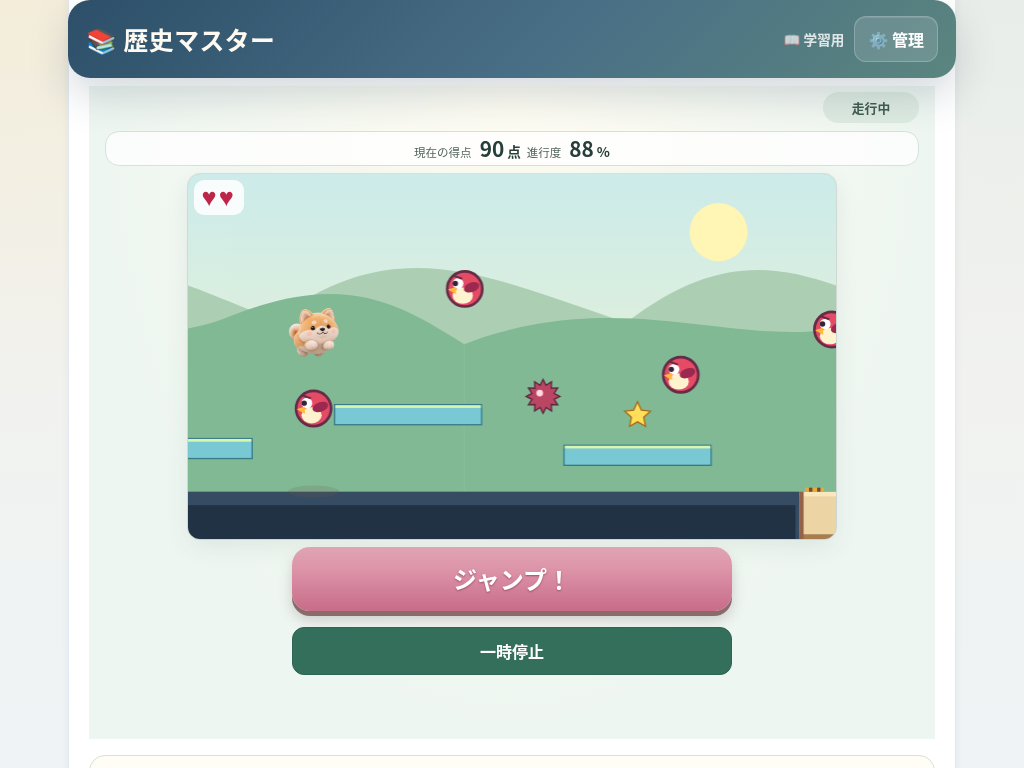 📚 歴史マスター
📖 学習用
⚙️ 管理
走行中
現在の得点 90 点 進行度 88 %
♥♥
ジャンプ！
一時停止